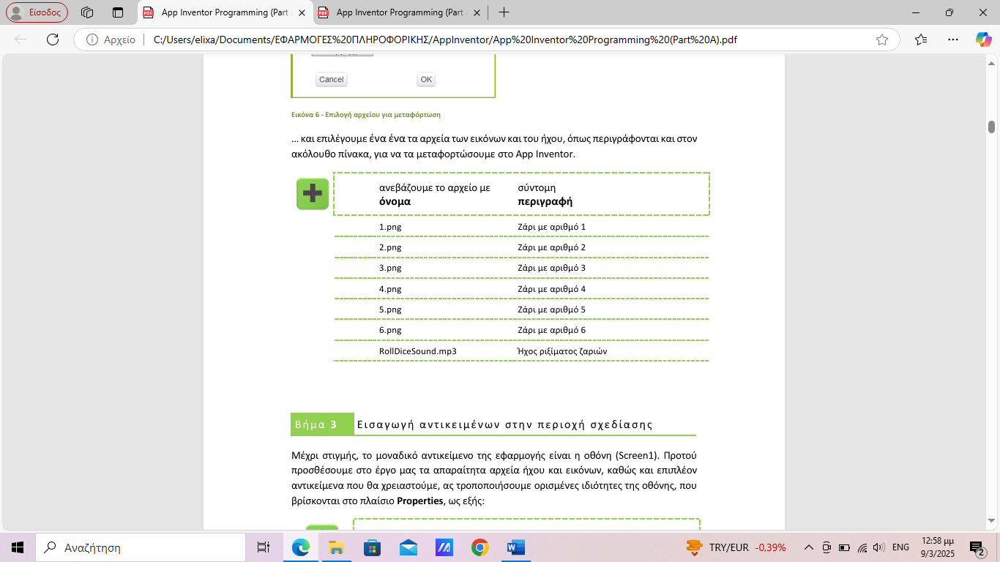 Είσοδος
App Inventor Programming (Part A
App Inventor Programming (Part
Αρχείο
C:/Users/elixa/Documents/ΕΦΑΡΜΟΓΕΣ%20ΠΛΗΡΟΦΟΡΙΚΗΣ/AppInventor/App%20Inventor%20Programming%20(Part%20A).pdf
Cancel OK
Εικόνα 6 - Επιλογή αρχείου για μεταφόρτωση
... και επιλέγουμε ένα ένα τα αρχεία των εικόνων και του ήχου, όπως περιγράφονται και στον
ακόλουθο πίνακα, για να τα μεταφορτώσουμε στο App Inventor.
ανεβάζουμε το αρχείο με σύντομη
όνομα περιγραφή
1.png Ζάρι με αριθμό 1
2.png Ζάρι με αριθμό 2
3.png Ζάρι με αριθμό 3
4.png Ζάρι με αριθμό 4
5.png Ζάρι με αριθμό 5
6.png Ζάρι με αριθμό 6
RollDiceSound.mp3 Ήχος ριξίματος ζαριών
Βήμα 3 Εισαγωγή αντικειμένων στην περιοχή σχεδίασης
Μέχρι στιγμής, το μοναδικό αντικείμενο της εφαρμογής είναι η οθόνη (Screen1). Προτού
προσθέσουμε στο έργο μας τα απαραίτητα αρχεία ήχου και εικόνων, καθώς και επιπλέον
αντικείμενα που θα χρειαστούμε, ας τροποποιήσουμε ορισμένες ιδιότητες της οθόνης, που
βρίσκονται στο πλαίσιο Properties, ως εξής:
Αναζήτηση
TRY/EUR -0,39%
ENG
12:58 μμ
9/3/2025
2